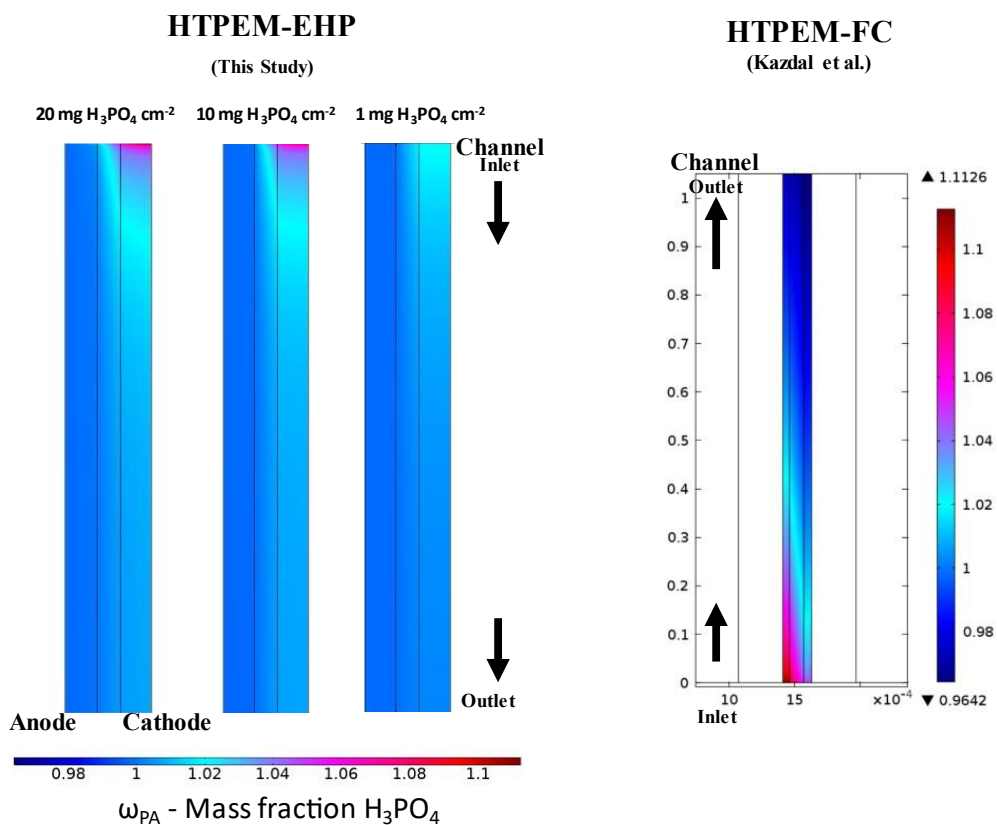 HTPEM-EHP
(This Study)
20 mg H₃PO₄ cm⁻²
10 mg H₃PO₄ cm⁻²
1 mg H₃PO₄ cm⁻²
Channel
Inlet
Outlet
Anode
Cathode
0.98 1 1.02 1.04 1.06 1.08 1.1
ω_PA - Mass fraction H₃PO₄
HTPEM-FC
(Kazdal et al.)
Channel
Outlet
1
0.9
0.8
0.7
0.6
0.5
0.4
0.3
0.2
0.1
0
10 15 ×10⁻⁴
Inlet
▲ 1.1126
1.1
1.08
1.06
1.04
1.02
1
0.98
▼ 0.9642